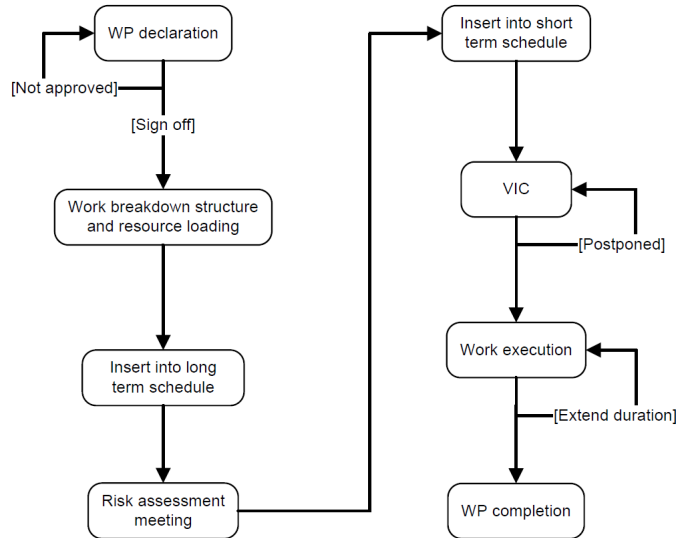 WP declaration
[Not approved]
[Sign off]
Work breakdown structure
and resource loading
Insert into long
term schedule
Risk assessment
meeting
Insert into short
term schedule
VIC
[Postponed]
Work execution
[Extend duration]
WP completion